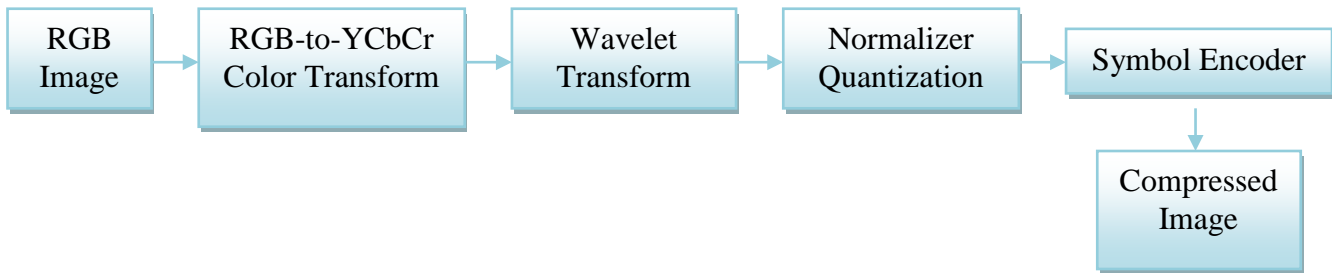 RGB
Image
RGB-to-YCbCr
Color Transform
Wavelet
Transform
Normalizer
Quantization
Symbol Encoder
Compressed
Image